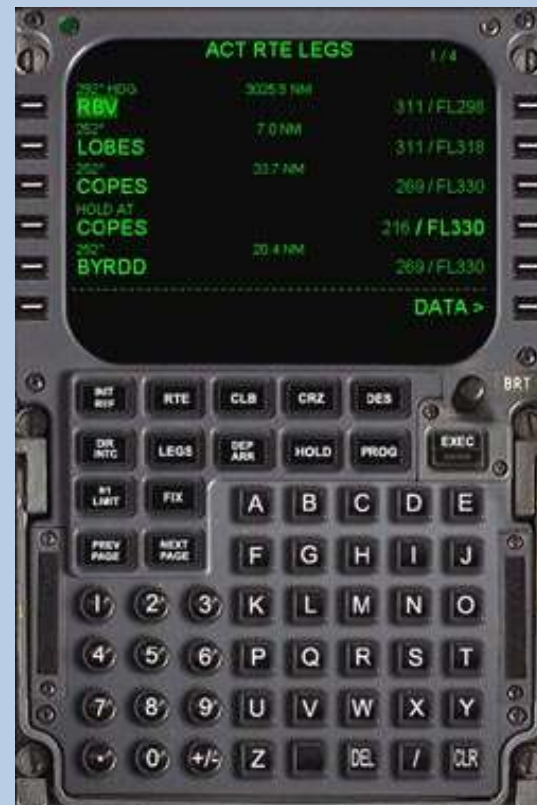 ACT RTE LEGS 1/4
292° HDG 3025.5 NM
RBV 311/FL298
252° 7.0 NM
LOBES 311/FL318
252° 33.7 NM
COPES 269/FL330
HOLD AT
COPES 216/FL330
252° 20.4 NM
BYRDD 269/FL330
DATA >
BRT
INIT REF RTE CLB CRZ DES
DIR INTC LEGS DEP ARR HOLD PROG EXEC
N1 LIMIT FIX A B C D E
PREV PAGE NEXT PAGE F G H I J
1 2 3 K L M N O
4 5 6 P Q R S T
7 8 9 U V W X Y
. 0 +/- Z DEL / CLR